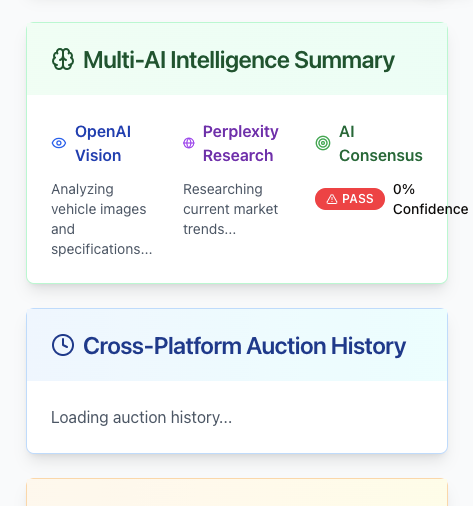 Multi-AI Intelligence Summary
OpenAI
Vision
Analyzing
vehicle images
and
specifications...
Perplexity
Research
Researching
current market
trends...
AI
Consensus
PASS
0%
Confidence
Cross-Platform Auction History
Loading auction history...